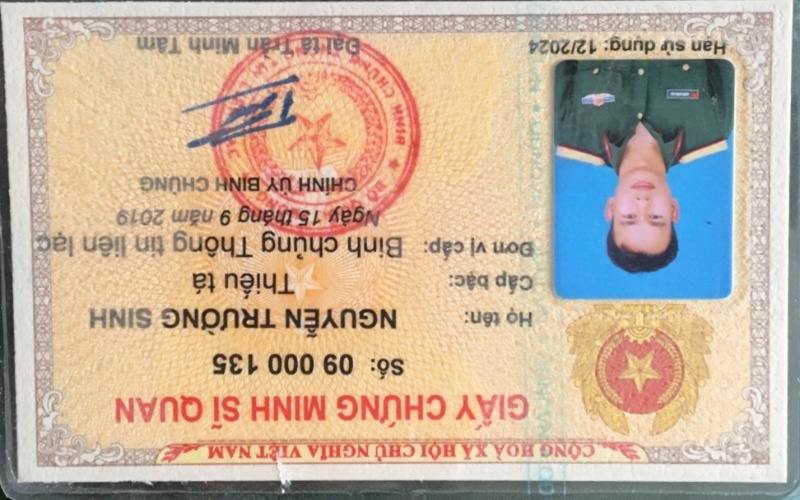 CỘNG HOÀ XÃ HỘI CHỦ NGHĨA VIỆT NAM
GIẤY CHỨNG MINH SĨ QUAN
Số: 09 000 135
Họ tên: NGUYỄN TRƯỜNG SINH
Cấp bậc: Thiếu tá
Đơn vị cấp: Binh chủng Thông tin liên lạc
Ngày 15 tháng 9 năm 2019
CHÍNH ỦY BINH CHỦNG
Đại tá Trần Minh Tâm
Hạn sử dụng: 12/2024